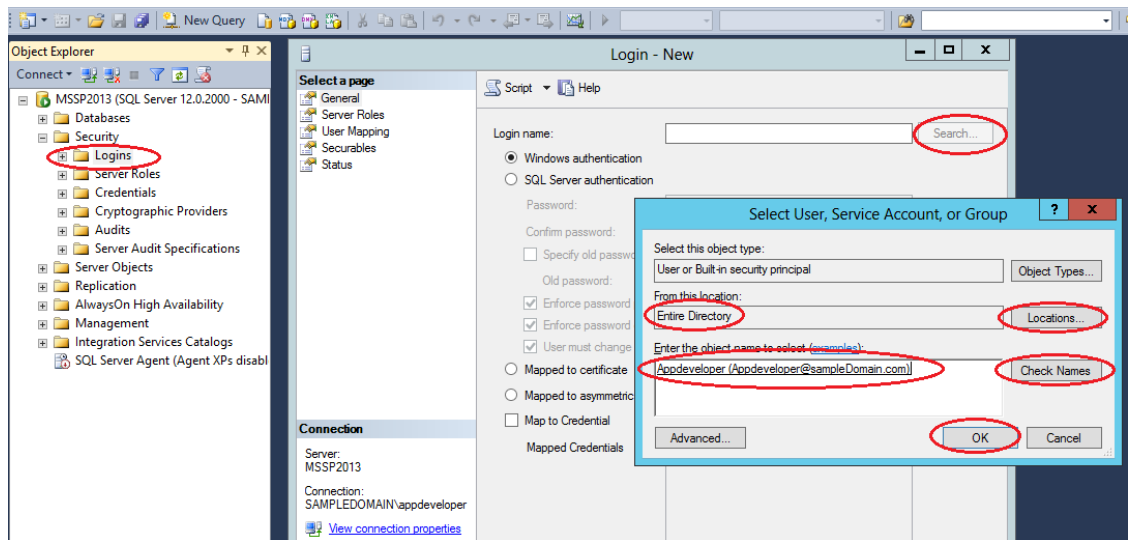 New Query
Object Explorer
Connect
MSSP2013 (SQL Server 12.0.2000 - SAMI
Databases
Security
Logins
Server Roles
Credentials
Cryptographic Providers
Audits
Server Audit Specifications
Server Objects
Replication
AlwaysOn High Availability
Management
Integration Services Catalogs
SQL Server Agent (Agent XPs disabl
Login - New
Select a page
General
Server Roles
User Mapping
Securables
Status
Script Help
Login name: Search...
Windows authentication
SQL Server authentication
Password:
Confirm password:
Specify old passwo
Old password:
Enforce password
Enforce password
User must change
Mapped to certificate
Mapped to asymmetric
Map to Credential
Mapped Credentials
Connection
Server:
MSSP2013
Connection:
SAMPLEDOMAIN\appdeveloper
View connection properties
Select User, Service Account, or Group ? x
Select this object type:
User or Built-in security principal Object Types...
From this location:
Entire Directory Locations...
Enter the object name to select (examples):
Appdeveloper (Appdeveloper@sampleDomain.com) Check Names
Advanced... OK Cancel